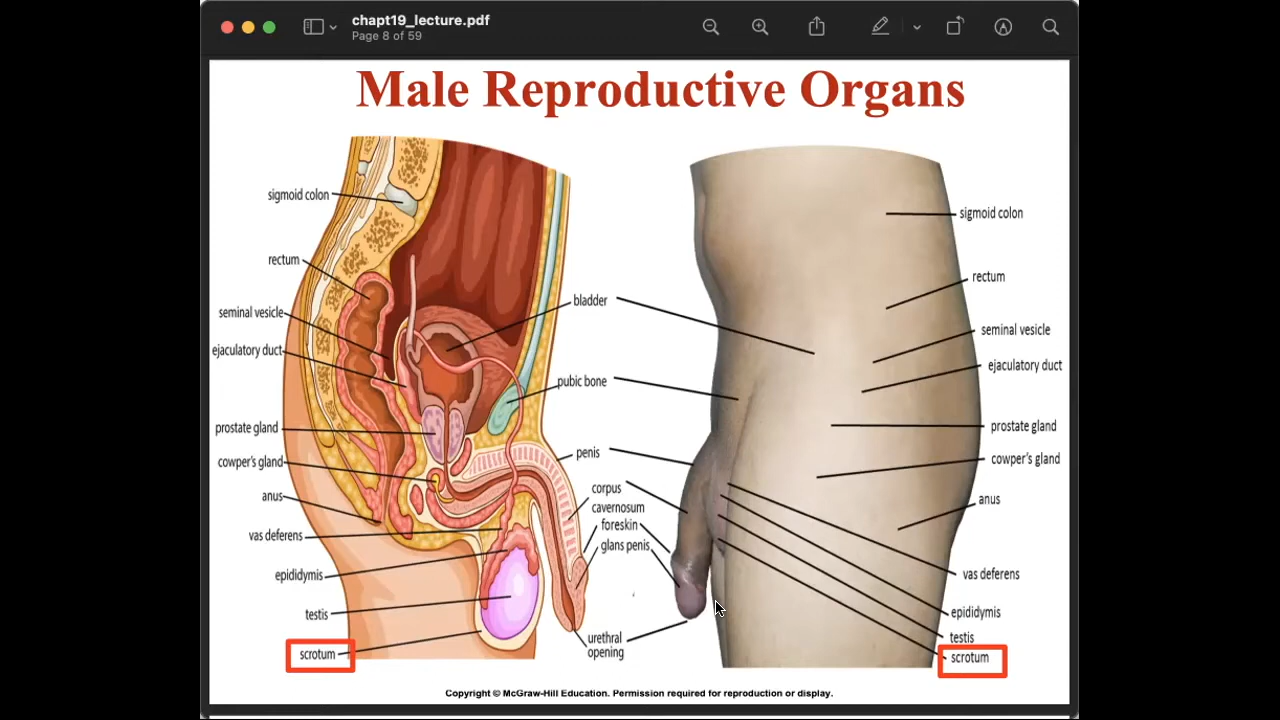 chapt19_lecture.pdf
Page 8 of 59
Male Reproductive Organs
sigmoid colon
rectum
seminal vesicle
ejaculatory duct
prostate gland
cowper's gland
anus
vas deferens
epididymis
testis
scrotum
bladder
pubic bone
penis
corpus
cavernosum
foreskin
glans penis
urethral
opening
sigmoid colon
rectum
seminal vesicle
ejaculatory duct
prostate gland
cowper's gland
anus
vas deferens
epididymis
testis
scrotum
Copyright © McGraw-Hill Education. Permission required for reproduction or display.